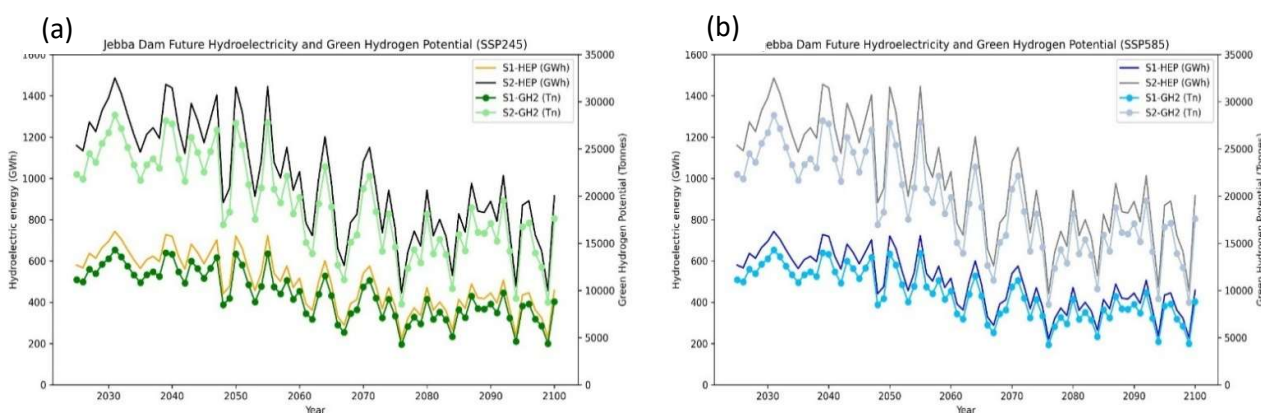 (a)
Jebba Dam Future Hydroelectricity and Green Hydrogen Potential (SSP245)
1600
1400
1200
1000
800
600
400
200
0
Hydroelectric energy (GWh)
S1-HEP (GWh)
S2-HEP (GWh)
S1-GH2 (Tn)
S2-GH2 (Tn)
35000
30000
25000
20000
15000
10000
5000
0
Green Hydrogen Potential (Tonnes)
2030 2040 2050 2060 2070 2080 2090 2100
Year
(b)
Jebba Dam Future Hydroelectricity and Green Hydrogen Potential (SSP585)
1600
1400
1200
1000
800
600
400
200
0
Hydroelectric energy (GWh)
S1-HEP (GWh)
S2-HEP (GWh)
S1-GH2 (Tn)
S2-GH2 (Tn)
35000
30000
25000
20000
15000
10000
5000
0
Green Hydrogen Potential (Tonnes)
2030 2040 2050 2060 2070 2080 2090 2100
Year